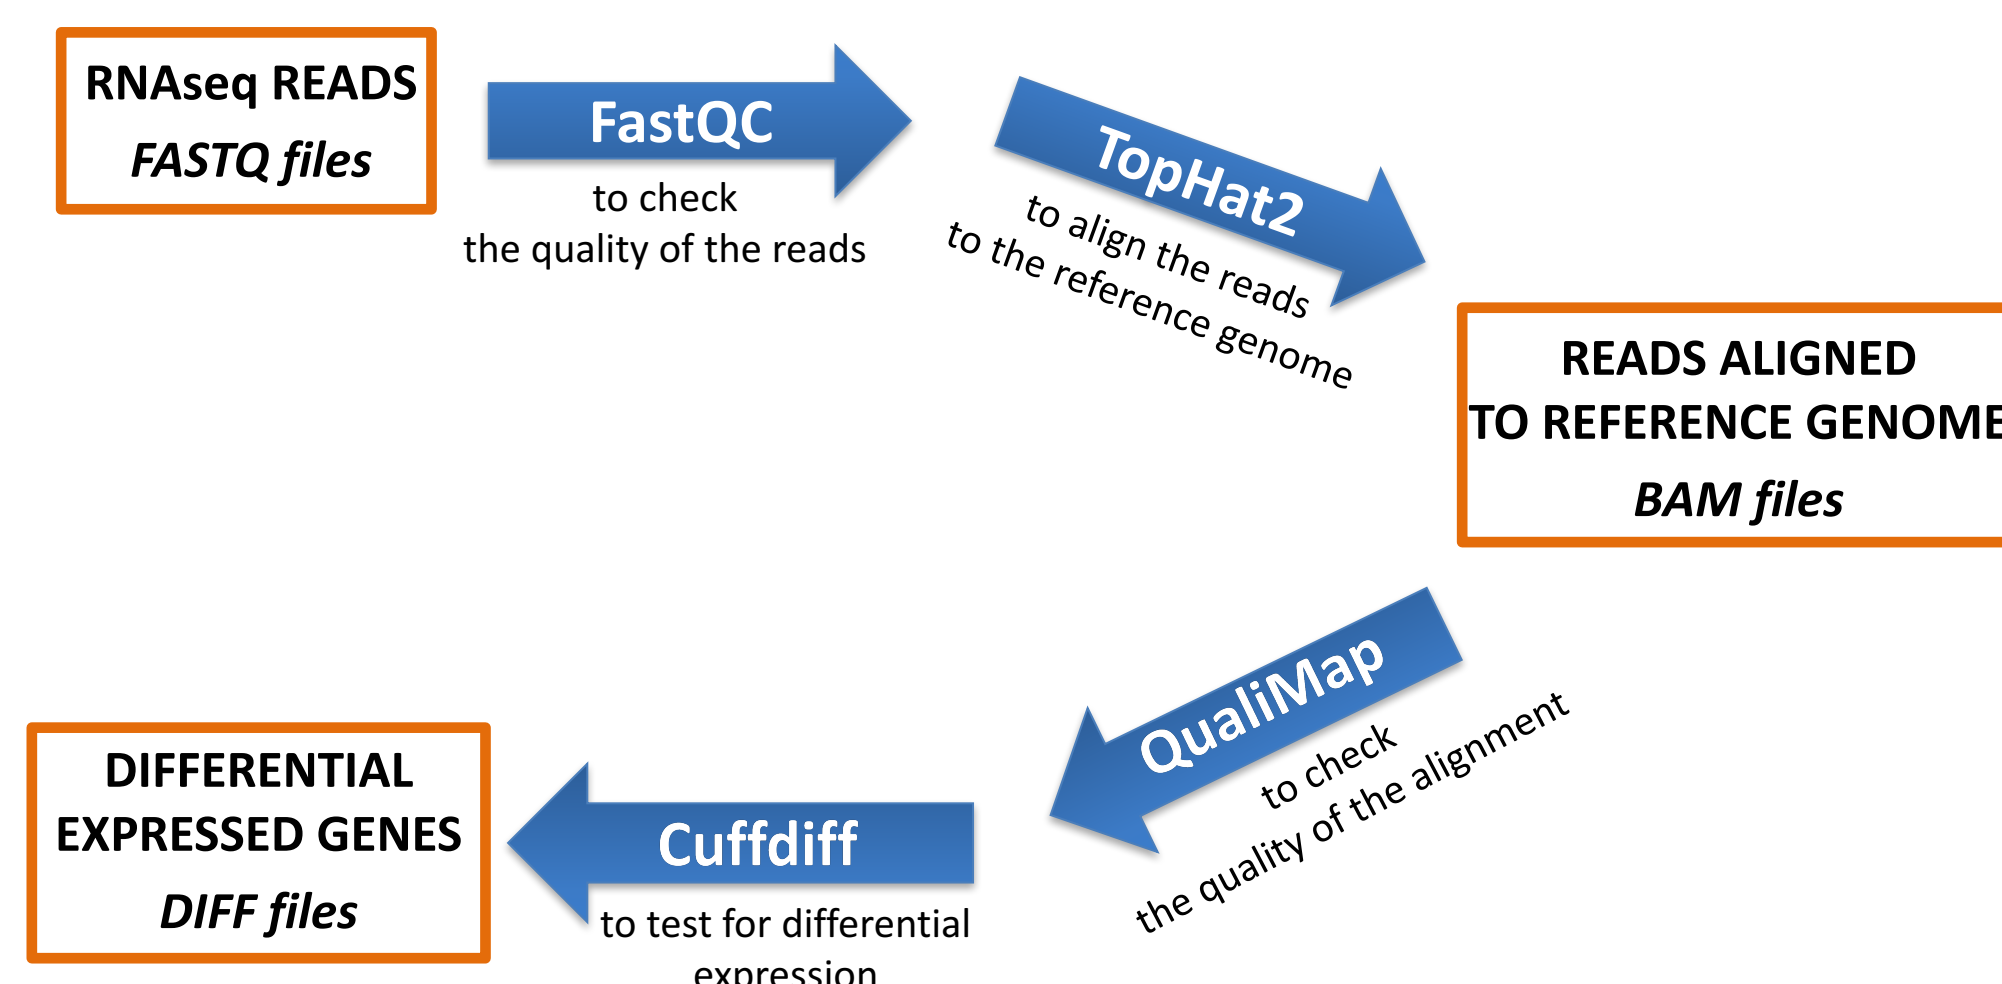 RNAseq READS
FASTQ files
FastQC
to check
the quality of the reads
TopHat2
to align the reads
to the reference genome
READS ALIGNED
TO REFERENCE GENOME
BAM files
QualiMap
to check
the quality of the alignment
Cuffdiff
to test for differential
expression
DIFFERENTIAL
EXPRESSED GENES
DIFF files